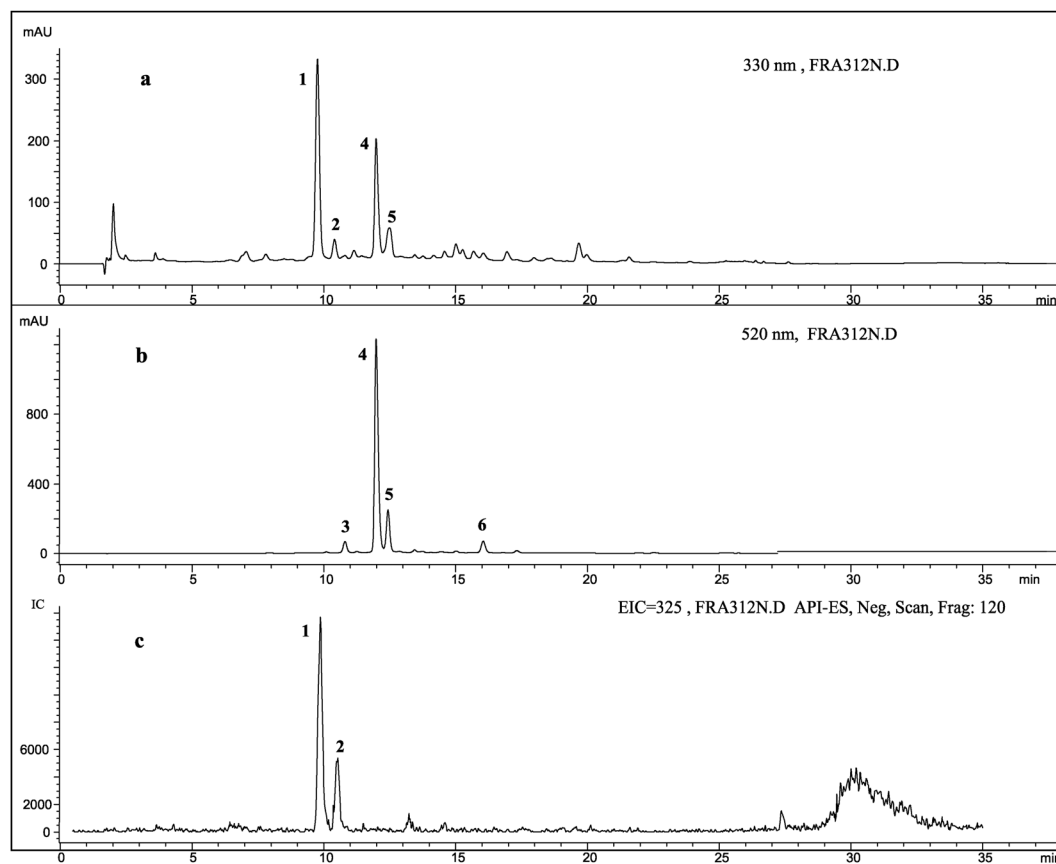 mAU
330 nm , FRA312N.D
a
1
4
2
5
300
200
100
0
0 5 10 15 20 25 30 35 min
mAU
520 nm, FRA312N.D
b
4
5
3
6
800
400
0
0 5 10 15 20 25 30 35 min
IC
EIC=325 , FRA312N.D API-ES, Neg, Scan, Frag: 120
c
1
2
6000
2000
0
0 5 10 15 20 25 30 35 min